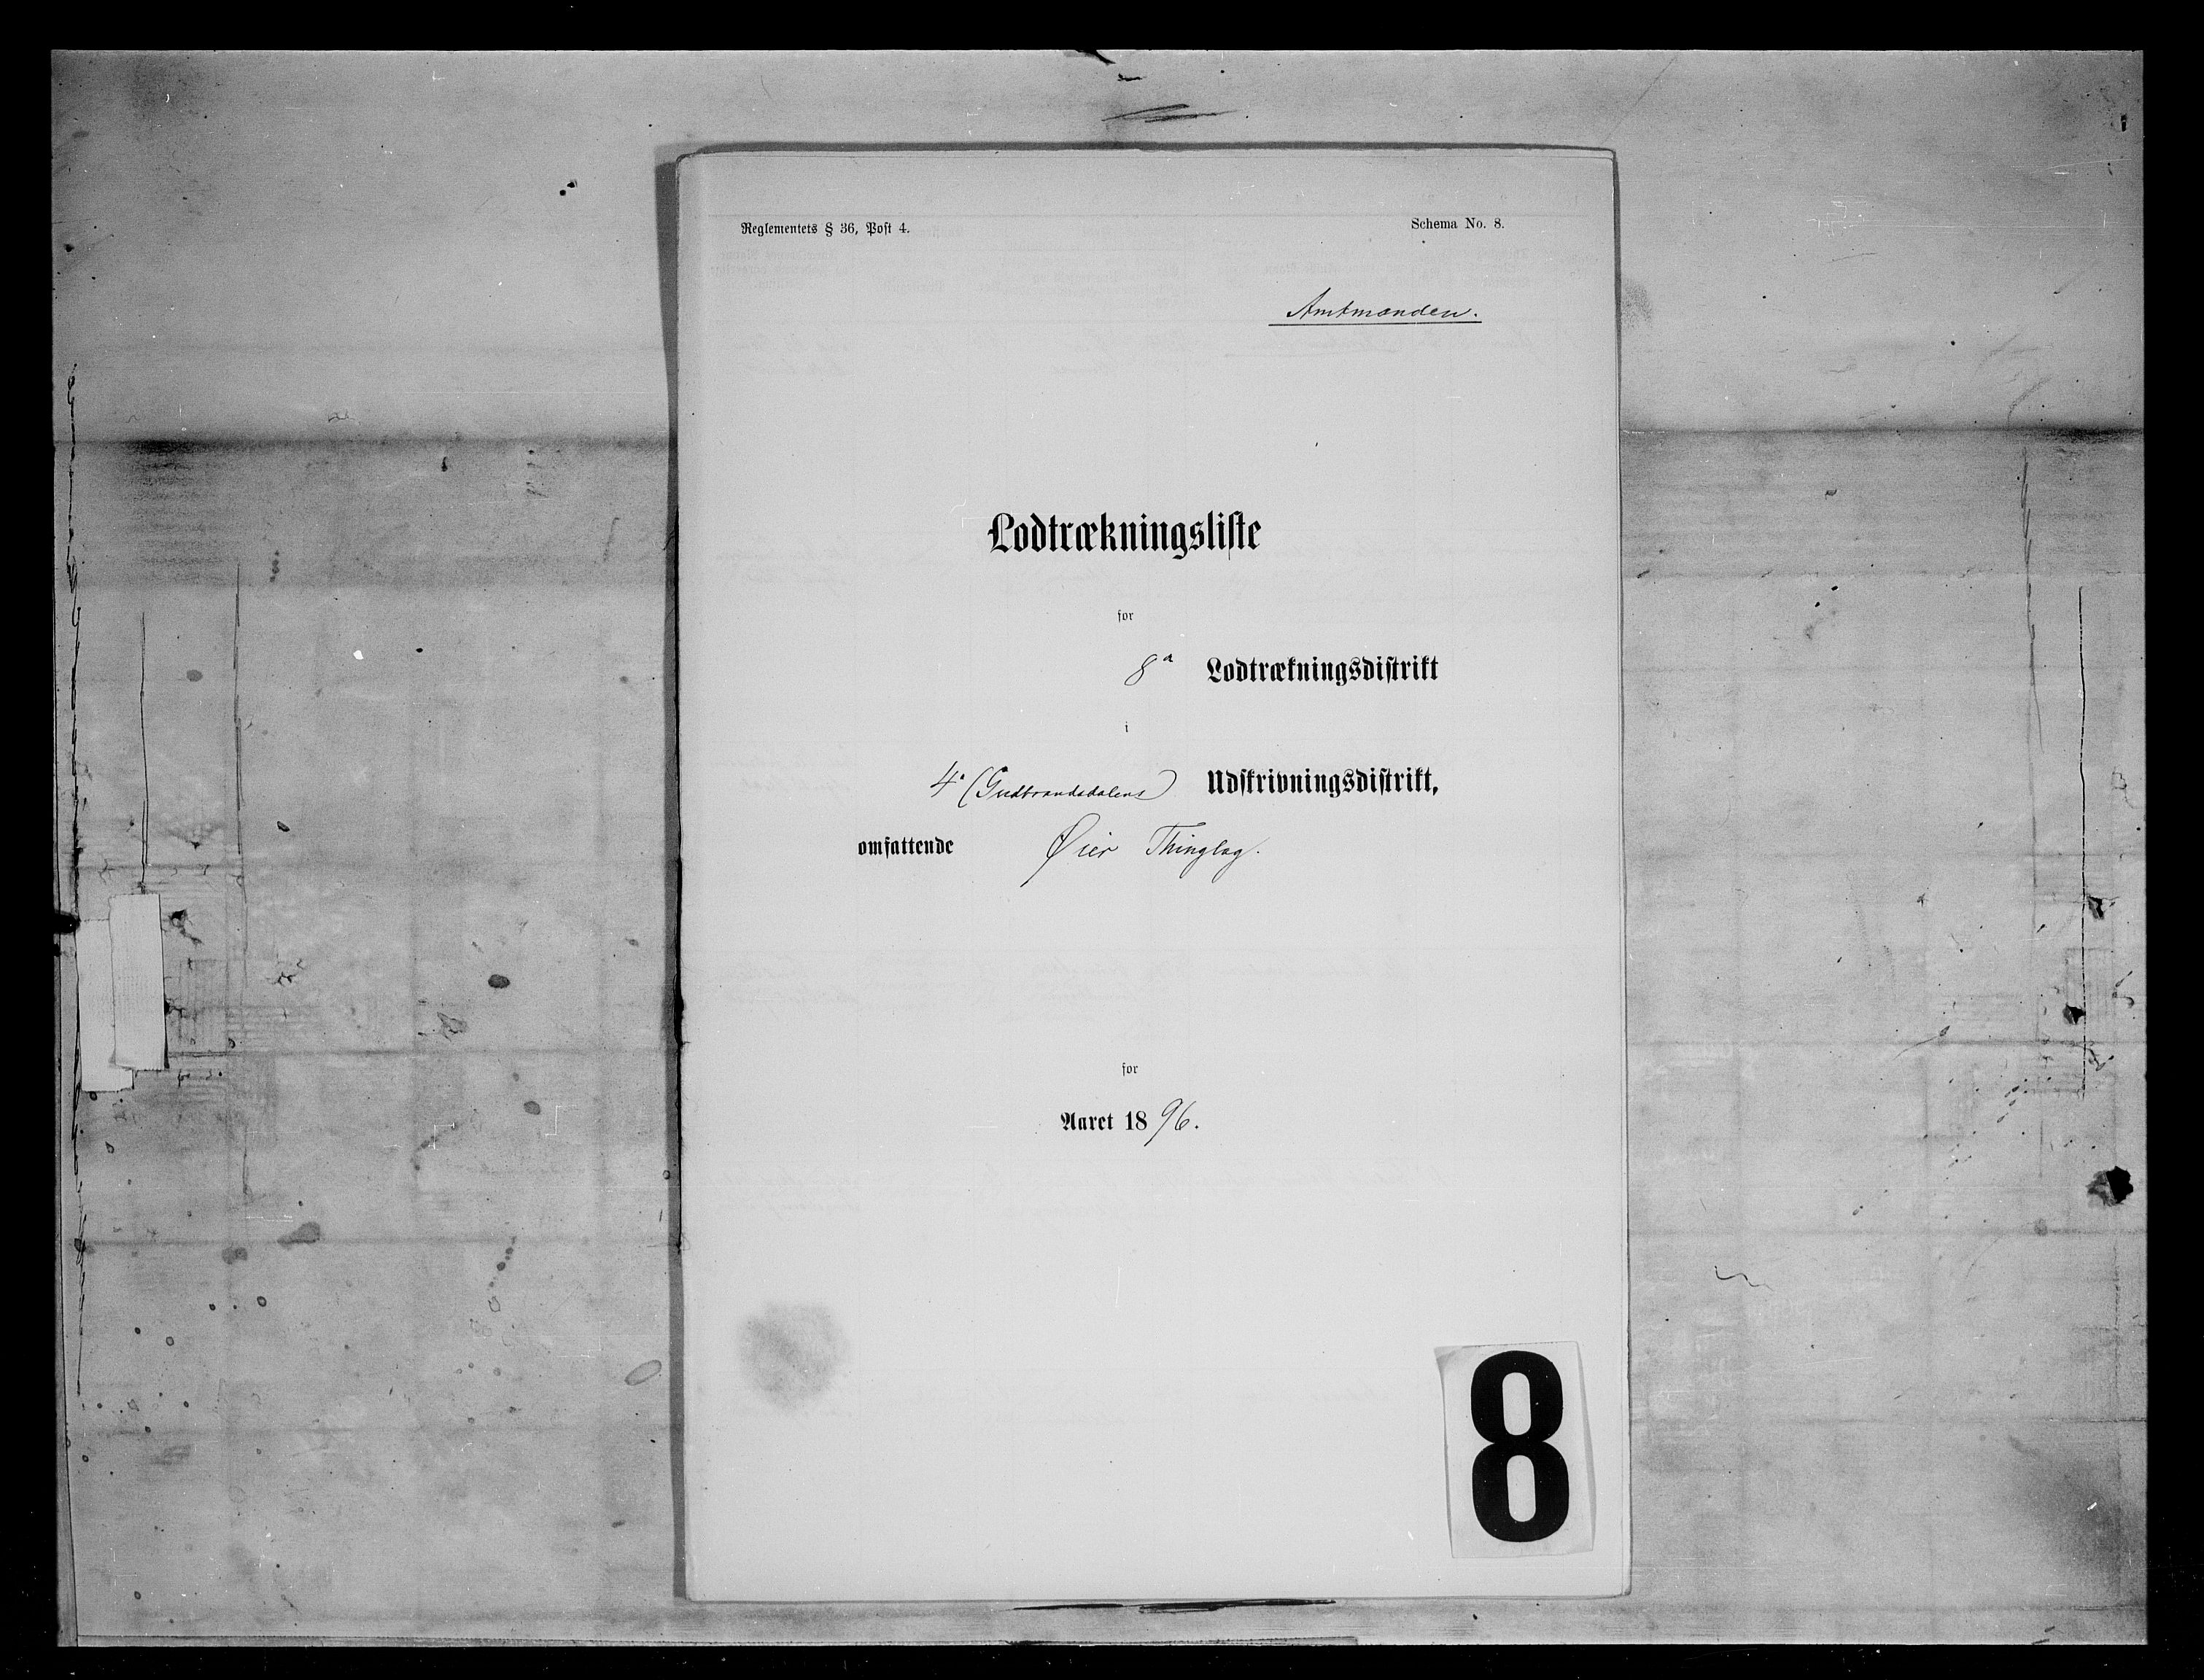 Reglementets § 36, Post 4.
Schema No. 8.
Amtmanden.
Lodtrækningsliste
for
8a Lodtrækningsdistrikt
i
4. (Gudbrandsdalens) Udskrivningsdistrikt,
omfattende Øier Thinglag.
for
Aaret 1896.
8